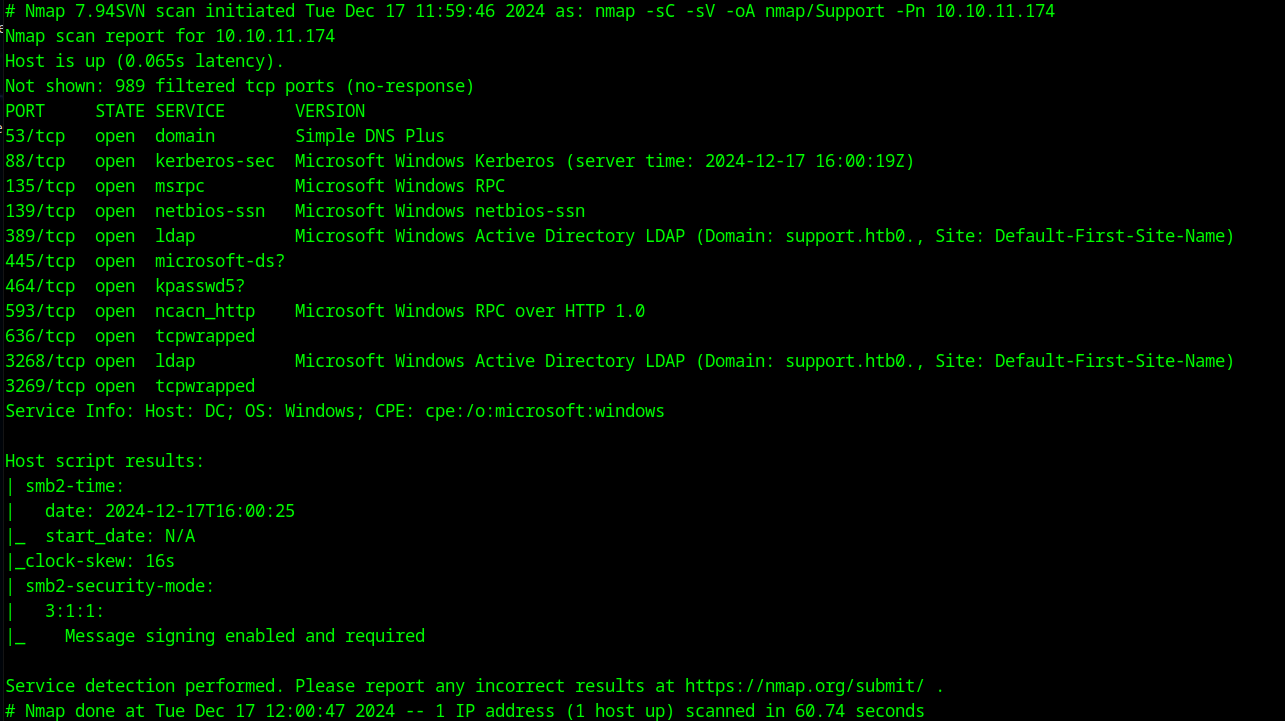 # Nmap 7.94SVN scan initiated Tue Dec 17 11:59:46 2024 as: nmap -sC -sV -oA nmap/Support -Pn 10.10.11.174
Nmap scan report for 10.10.11.174
Host is up (0.065s latency).
Not shown: 989 filtered tcp ports (no-response)
PORT     STATE SERVICE       VERSION
53/tcp   open  domain        Simple DNS Plus
88/tcp   open  kerberos-sec  Microsoft Windows Kerberos (server time: 2024-12-17 16:00:19Z)
135/tcp  open  msrpc         Microsoft Windows RPC
139/tcp  open  netbios-ssn   Microsoft Windows netbios-ssn
389/tcp  open  ldap          Microsoft Windows Active Directory LDAP (Domain: support.htb0., Site: Default-First-Site-Name)
445/tcp  open  microsoft-ds?
464/tcp  open  kpasswd5?
593/tcp  open  ncacn_http    Microsoft Windows RPC over HTTP 1.0
636/tcp  open  tcpwrapped
3268/tcp open  ldap          Microsoft Windows Active Directory LDAP (Domain: support.htb0., Site: Default-First-Site-Name)
3269/tcp open  tcpwrapped
Service Info: Host: DC; OS: Windows; CPE: cpe:/o:microsoft:windows

Host script results:
| smb2-time:
|   date: 2024-12-17T16:00:25
|_  start_date: N/A
|_clock-skew: 16s
| smb2-security-mode:
|   3:1:1:
|_    Message signing enabled and required

Service detection performed. Please report any incorrect results at https://nmap.org/submit/ .
# Nmap done at Tue Dec 17 12:00:47 2024 -- 1 IP address (1 host up) scanned in 60.74 seconds